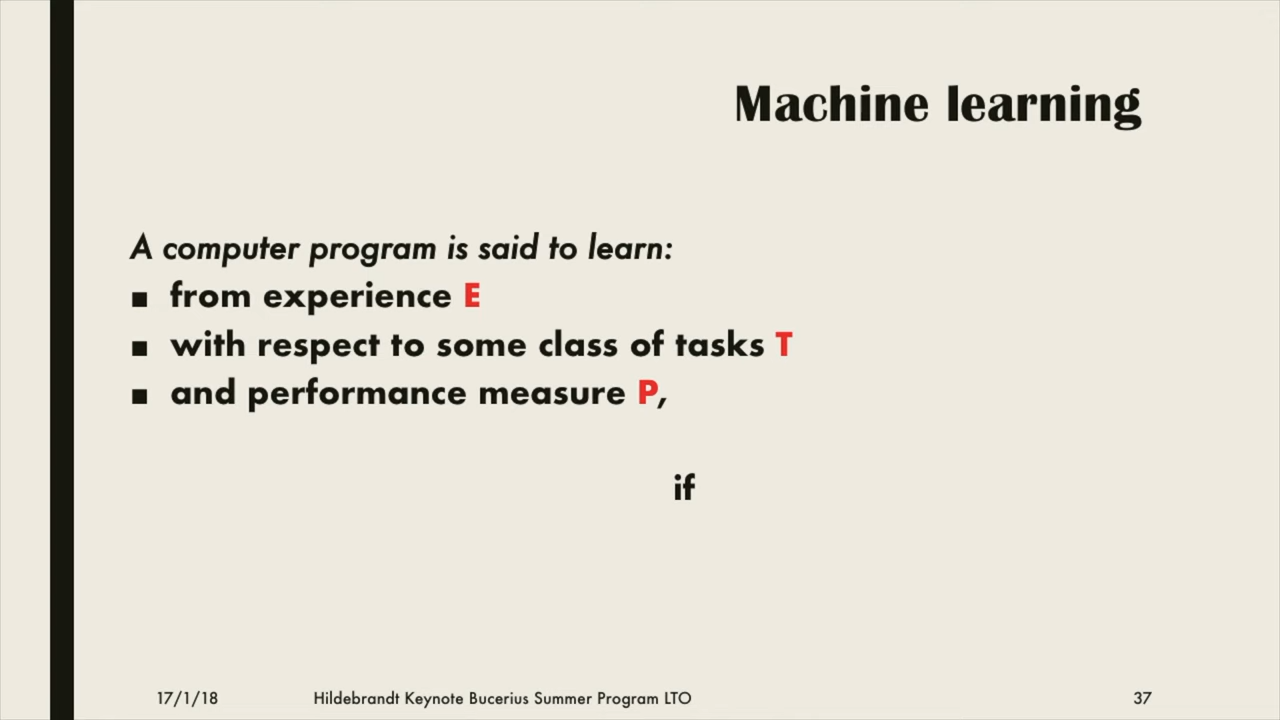 Machine learning
A computer program is said to learn:
▪ from experience E
▪ with respect to some class of tasks T
▪ and performance measure P,
if
17/1/18 Hildebrandt Keynote Bucerius Summer Program LTO 37